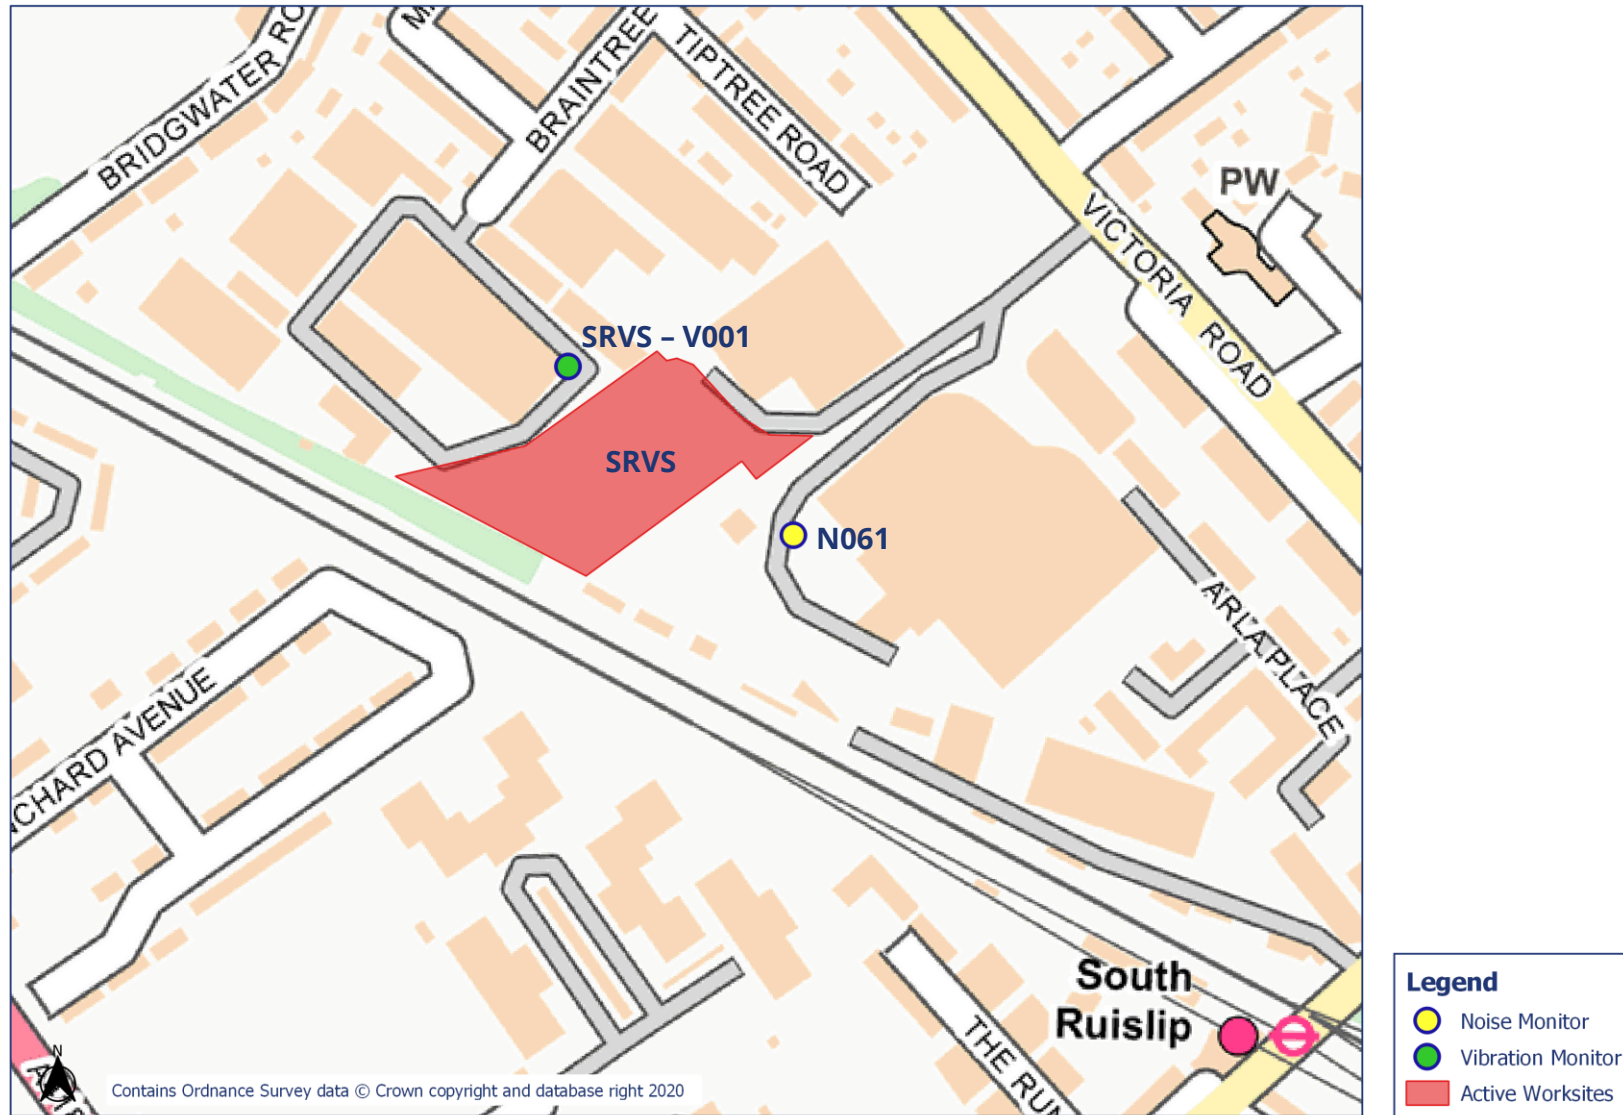 BRIDGWATER RO
M
BRAINTREE
TIPTREE ROAD
PW
VICTORIA ROAD
SRVS – V001
SRVS
N061
ARLA PLACE
CHARD AVENUE
South
Ruislip
THE RUN
N
Contains Ordnance Survey data © Crown copyright and database right 2020
Legend
Noise Monitor
Vibration Monitor
Active Worksites